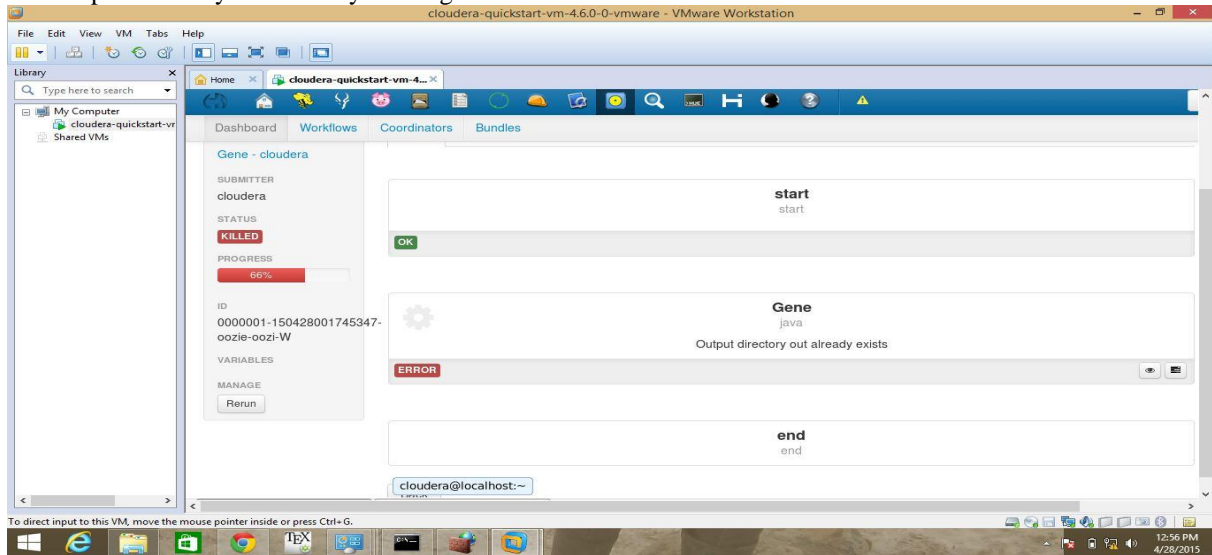 cloudera-quickstart-vm-4.6.0-0-vmware - VMware Workstation
File Edit View VM Tabs Help
Library
Type here to search
My Computer
cloudera-quickstart-vr
Shared VMs
Home
cloudera-quickstart-vm-4...
Dashboard Workflows Coordinators Bundles
Gene - cloudera
SUBMITTER
cloudera
STATUS
KILLED
PROGRESS
66%
ID
0000001-150428001745347-
oozie-oozi-W
VARIABLES
MANAGE
Rerun
start
start
OK
Gene
java
Output directory out already exists
ERROR
end
end
cloudera@localhost:~
To direct input to this VM, move the mouse pointer inside or press Ctrl+G.
TEX
12:56 PM
4/28/2015